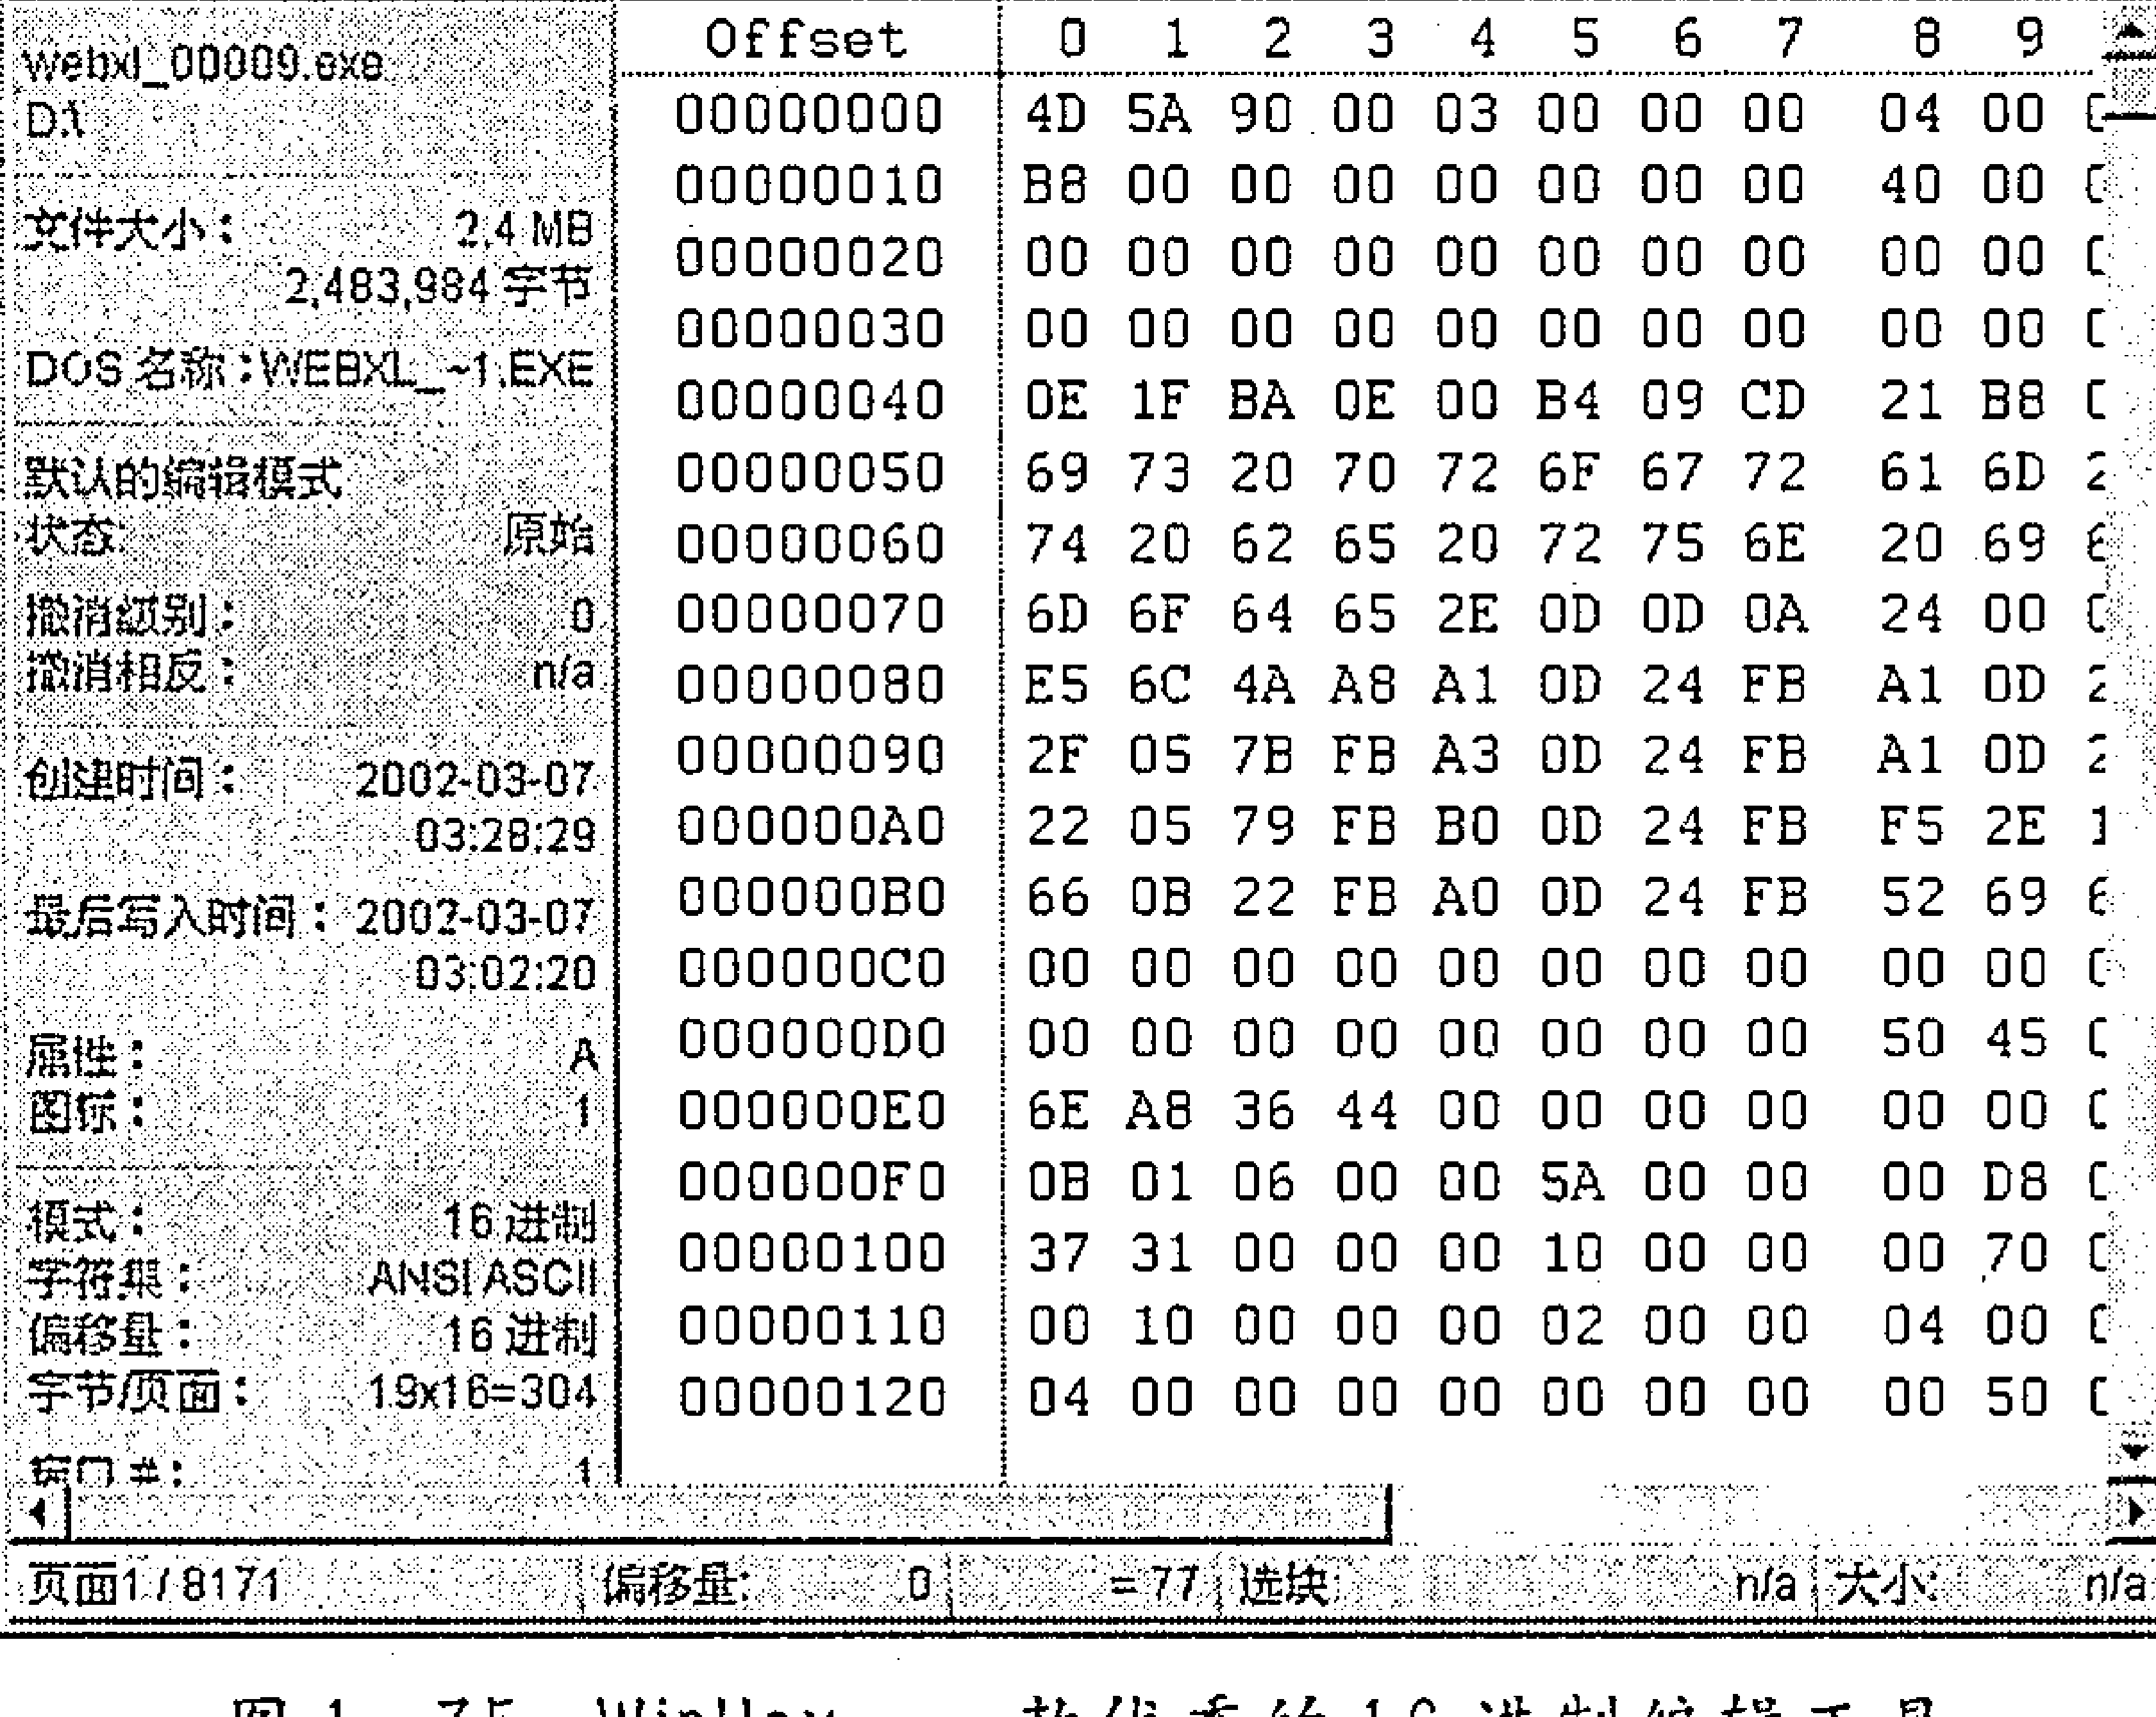 webxl_00009.exe
D:\
文件大小： 2,4 MB
2,483,984 字节
DOS 名称：WEBXL_~1.EXE
默认的编辑模式
状态: 原始
撤消级别： 0
撤消相反： n/a
创建时间： 2002-03-07
03:28:29
最后写入时间： 2002-03-07
03:02:20
属性： A
图标： 1
模式： 16 进制
字符集： ANSI ASCII
偏移量： 16 进制
字节/页面： 19x16=304
窗口 #: 1
Offset 0 1 2 3 4 5 6 7 8 9
00000000 4D 5A 90 00 03 00 00 00 04 00
00000010 B8 00 00 00 00 00 00 00 40 00
00000020 00 00 00 00 00 00 00 00 00 00
00000030 00 00 00 00 00 00 00 00 00 00
00000040 0E 1F BA 0E 00 B4 09 CD 21 B8
00000050 69 73 20 70 72 6F 67 72 61 6D
00000060 74 20 62 65 20 72 75 6E 20 69
00000070 6D 6F 64 65 2E 0D 0D 0A 24 00
00000080 E5 6C 4A A8 A1 0D 24 FB A1 0D
00000090 2F 05 7B FB A3 0D 24 FB A1 0D
000000A0 22 05 79 FB B0 0D 24 FB F5 2E
000000B0 66 0B 22 FB A0 0D 24 FB 52 69
000000C0 00 00 00 00 00 00 00 00 00 00
000000D0 00 00 00 00 00 00 00 00 50 45
000000E0 6E A8 36 44 00 00 00 00 00 00
000000F0 0B 01 06 00 00 5A 00 00 00 D8
00000100 37 31 00 00 00 10 00 00 00 70
00000110 00 10 00 00 00 02 00 00 04 00
00000120 04 00 00 00 00 00 00 00 00 50
页面1 / 8171 偏移量: 0 = 77 选块: n/a 大小: n/a